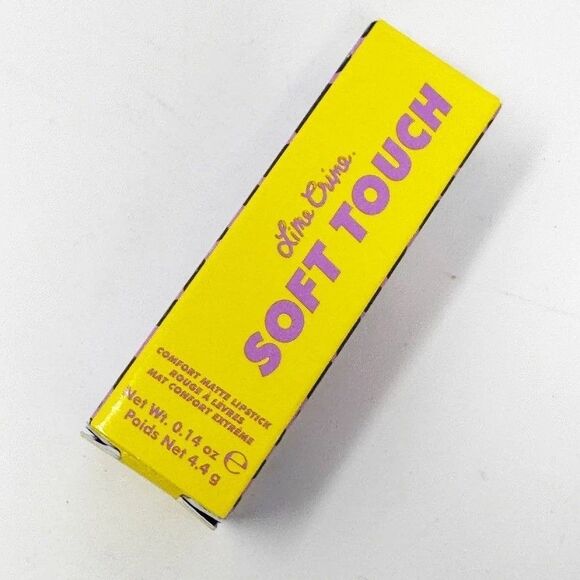 Lime Crime.
SOFT TOUCH
COMFORT MATTE LIPSTICK
ROUGE À LÈVRES
MAT CONFORT EXTRÊME
Net Wt. 0.14 oz ℮
Poids Net 4.4 g